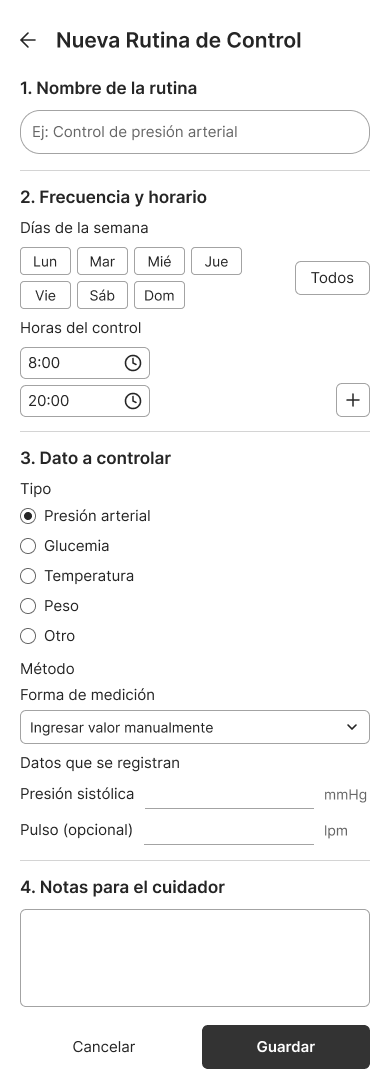 Nueva Rutina de Control
1. Nombre de la rutina
Ej: Control de presión arterial
2. Frecuencia y horario
Días de la semana
Lun Mar Mié Jue
Vie Sáb Dom
Todos
Horas del control
8:00
20:00
+
3. Dato a controlar
Tipo
Presión arterial
Glucemia
Temperatura
Peso
Otro
Método
Forma de medición
Ingresar valor manualmente
Datos que se registran
Presión sistólica mmHg
Pulso (opcional) lpm
4. Notas para el cuidador
Cancelar Guardar